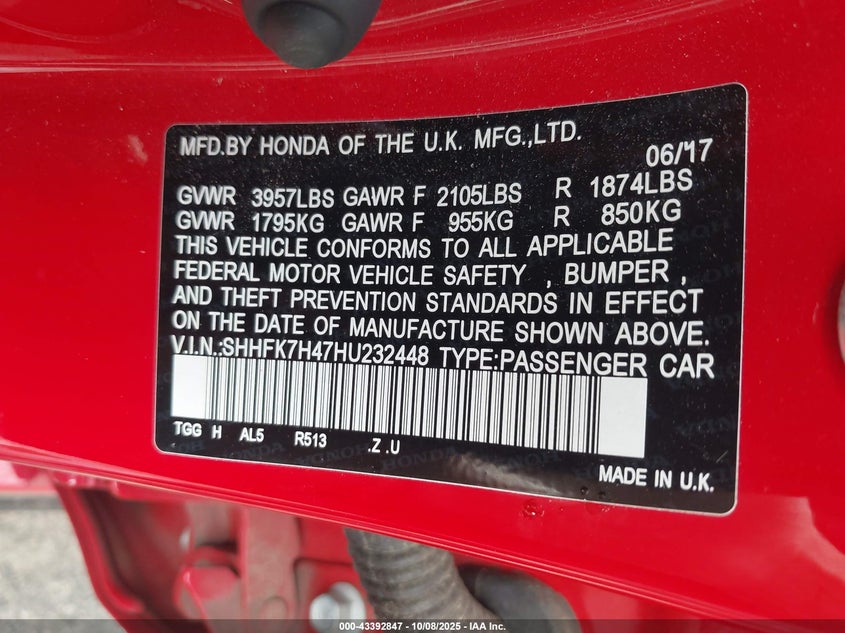 MFD.BY HONDA OF THE U.K. MFG.,LTD.
06/17
GVWR 3957LBS GAWR F 2105LBS R 1874LBS
GVWR 1795KG GAWR F 955KG R 850KG
THIS VEHICLE CONFORMS TO ALL APPLICABLE
FEDERAL MOTOR VEHICLE SAFETY , BUMPER ,
AND THEFT PREVENTION STANDARDS IN EFFECT
ON THE DATE OF MANUFACTURE SHOWN ABOVE.
V.I.N.:SHHFK7H47HU232448 TYPE:PASSENGER CAR
TGG H AL5 R513 .Z .U
MADE IN U.K.
000-43392847 | 10/08/2025 - IAA Inc.